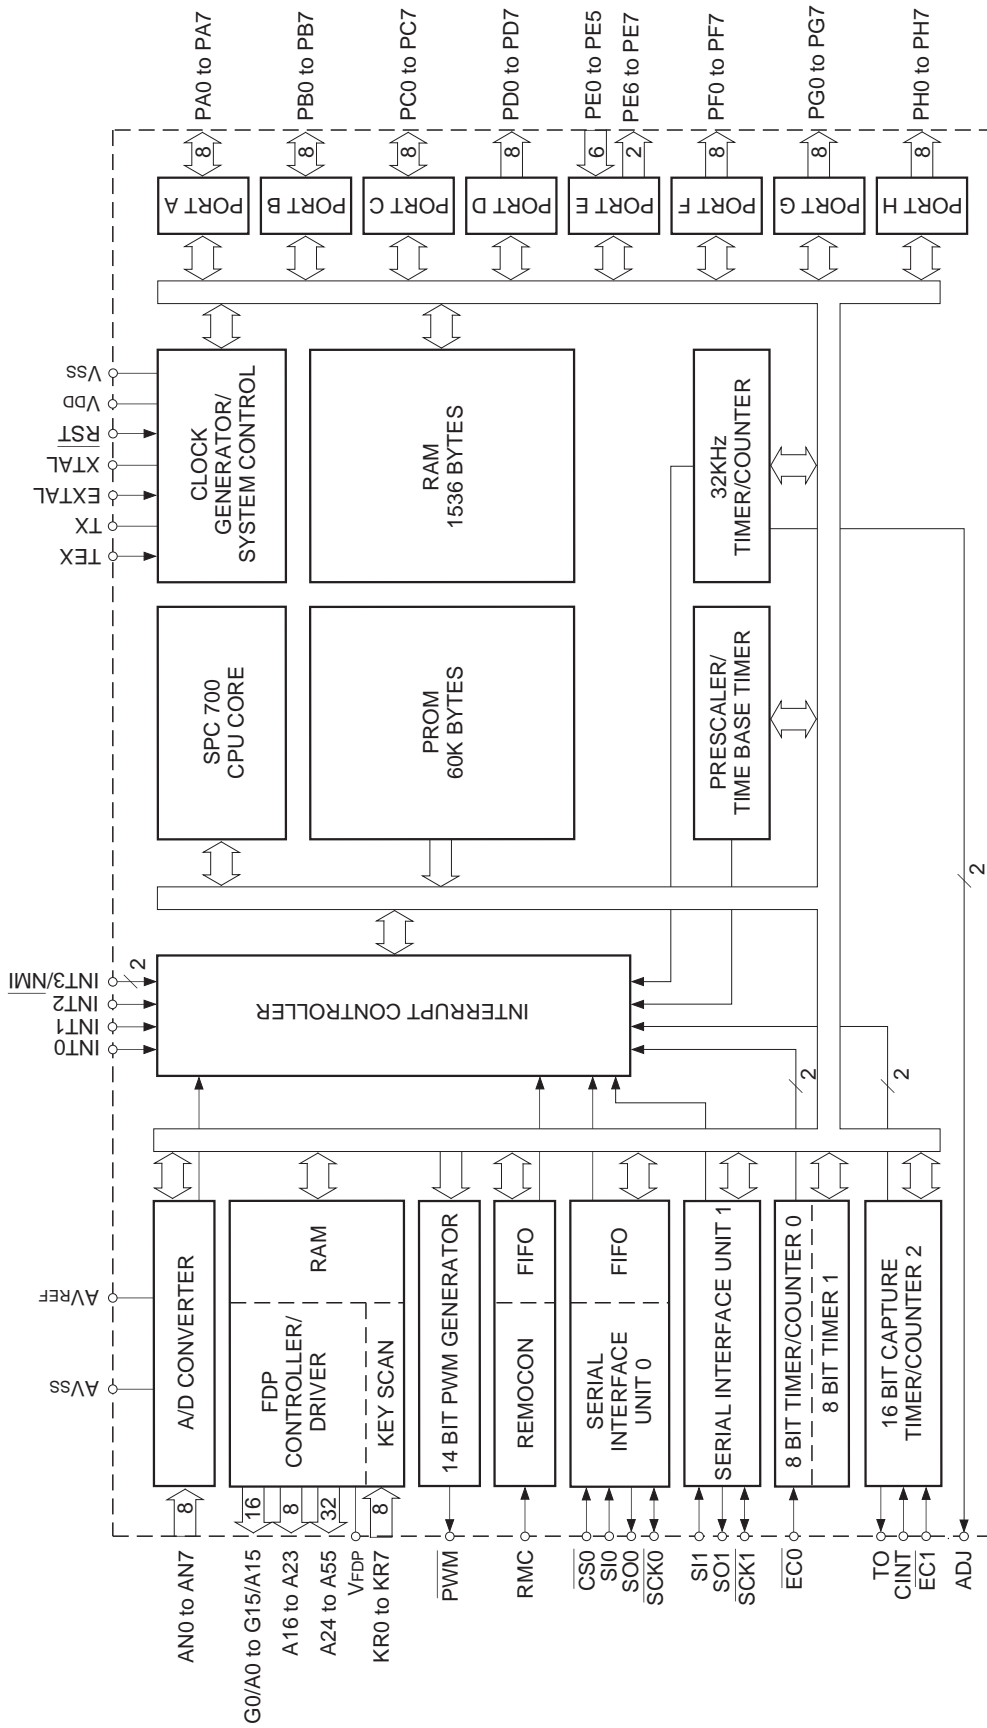 AN0 to AN7
G0/A0 to G15/A15
A16 to A23
A24 to A55
VFDP
KR0 to KR7
PWM
RMC
CS0
SI0
SO0
SCK0
SI1
SO1
SCK1
EC0
TO
CINT
EC1
ADJ
8
16
8
32
8
AVSS
AVREF
A/D CONVERTER
FDP
CONTROLLER/
DRIVER
RAM
KEY SCAN
14 BIT PWM GENERATOR
REMOCON
FIFO
SERIAL
INTERFACE
UNIT 0
FIFO
SERIAL INTERFACE UNIT 1
8 BIT TIMER/COUNTER 0
8 BIT TIMER 1
16 BIT CAPTURE
TIMER/COUNTER 2
2
2
2
INT0
INT1
INT2
INT3/NMI
2
INTERRUPT CONTROLLER
SPC 700
CPU CORE
PROM
60K BYTES
PRESCALER/
TIME BASE TIMER
TEX
TX
EXTAL
XTAL
RST
VDD
VSS
CLOCK
GENERATOR/
SYSTEM CONTROL
RAM
1536 BYTES
32KHz
TIMER/COUNTER
PORT A
8
PA0 to PA7
PORT B
8
PB0 to PB7
PORT C
8
PC0 to PC7
PORT D
8
PD0 to PD7
PORT E
6
PE0 to PE5
2
PE6 to PE7
PORT F
8
PF0 to PF7
PORT G
8
PG0 to PG7
PORT H
8
PH0 to PH7